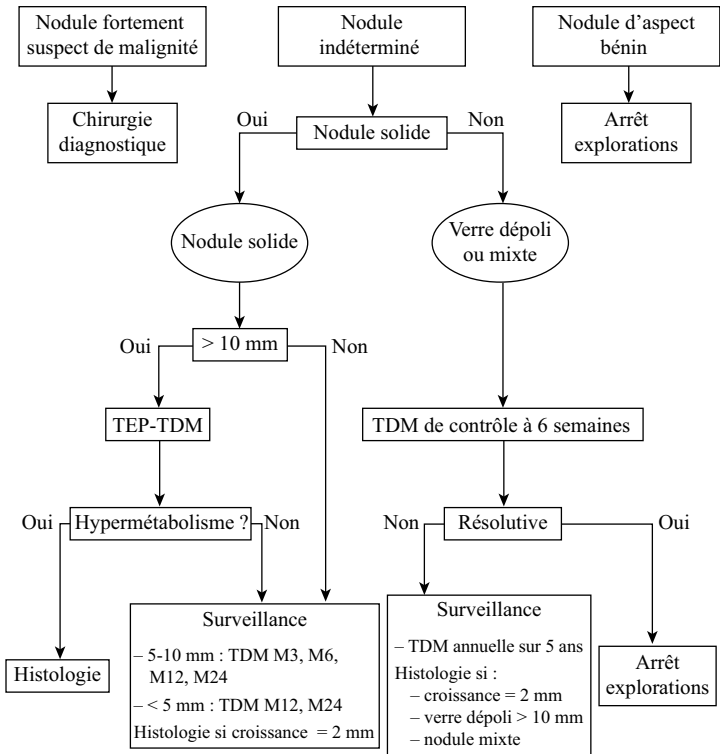 Nodule fortement
suspect de malignité
Nodule
indéterminé
Nodule d'aspect
bénin
Chirurgie
diagnostique
Oui
Nodule solide
Non
Arrêt
explorations
Nodule solide
Verre dépoli
ou mixte
Oui
> 10 mm
Non
TEP-TDM
TDM de contrôle à 6 semaines
Oui
Hypermétabolisme ?
Non
Non
Résolutive
Oui
Histologie
Surveillance
– 5-10 mm : TDM M3, M6,
M12, M24
– < 5 mm : TDM M12, M24
Histologie si croissance = 2 mm
Surveillance
– TDM annuelle sur 5 ans
Histologie si :
– croissance = 2 mm
– verre dépoli > 10 mm
– nodule mixte
Arrêt
explorations